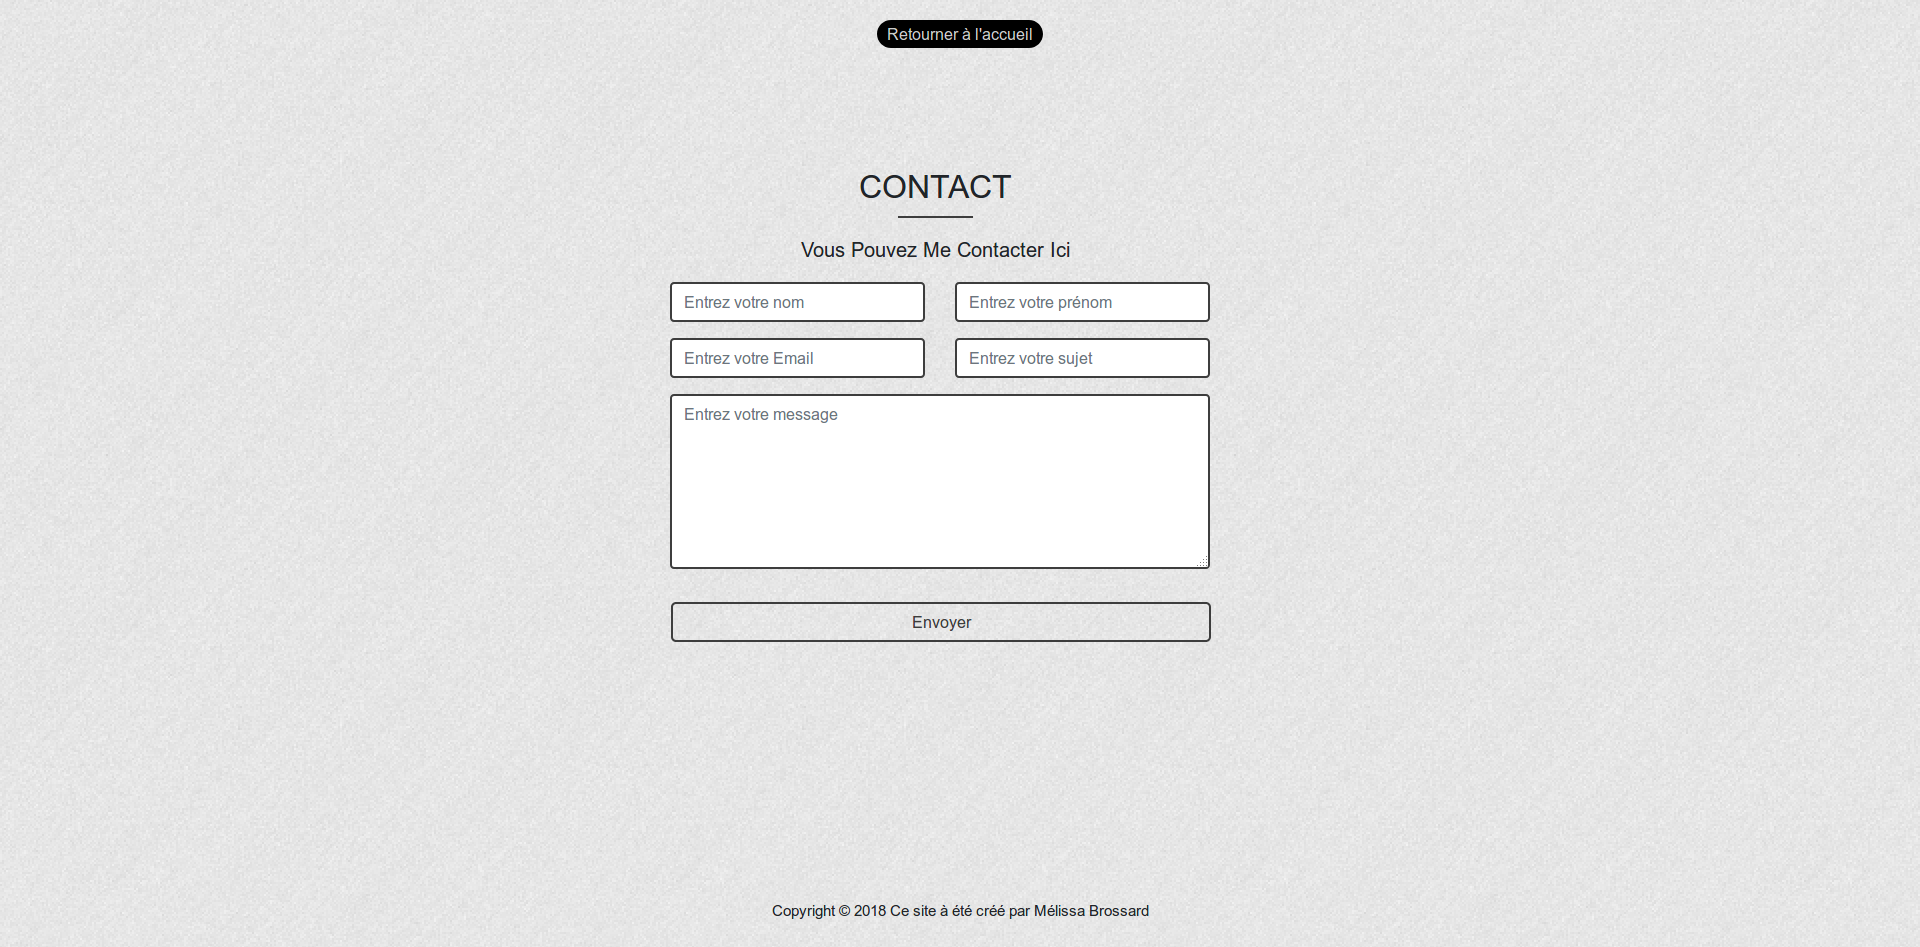 Retourner à l'accueil
CONTACT
Vous Pouvez Me Contacter Ici
Entrez votre nom
Entrez votre prénom
Entrez votre Email
Entrez votre sujet
Entrez votre message
Envoyer
Copyright © 2018 Ce site à été créé par Mélissa Brossard